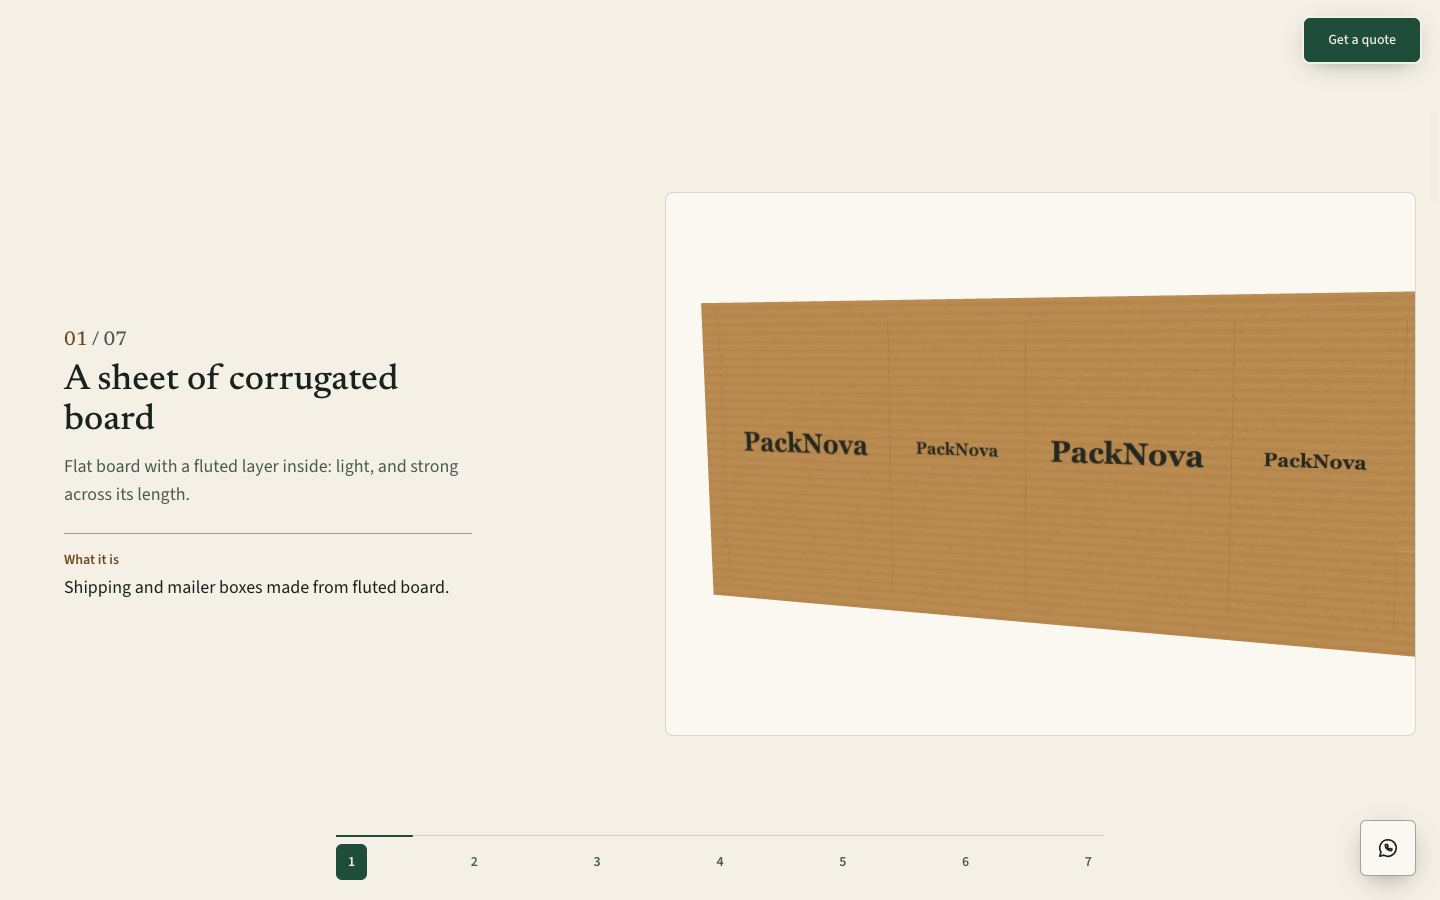 Get a quote
01 / 07
A sheet of corrugated
board
Flat board with a fluted layer inside: light, and strong
across its length.
What it is
Shipping and mailer boxes made from fluted board.
PackNova PackNova PackNova PackNova
1 2 3 4 5 6 7